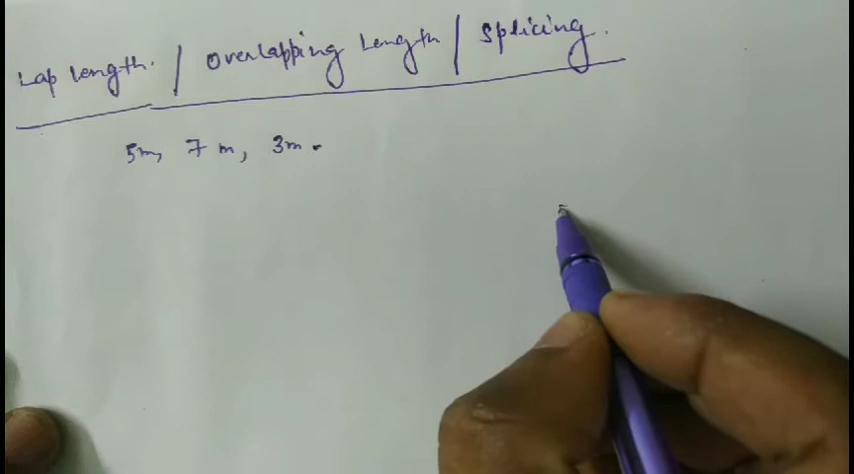 Lap length. / Overlapping Length / Splicing.
5m, 7 m, 3m.